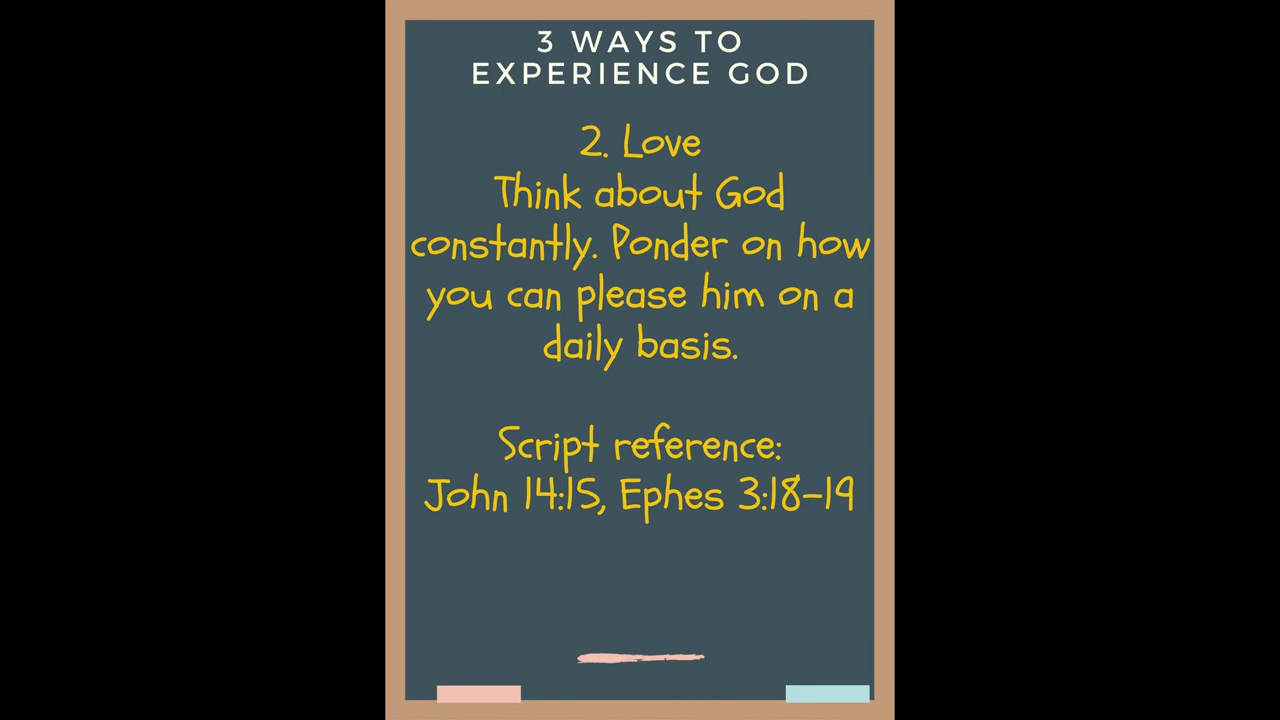 3 WAYS TO
EXPERIENCE GOD
2. Love
Think about God
constantly. Ponder on how
you can please him on a
daily basis.
Script reference:
John 14:15, Ephes 3:18-19